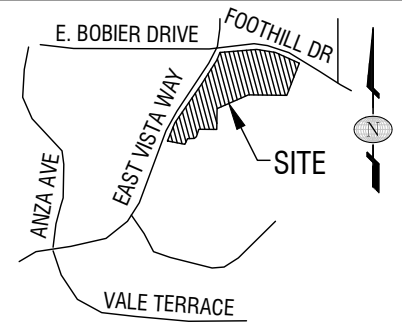 E. BOBIER DRIVE
FOOTHILL DR
EAST VISTA WAY
SITE
N
ANZA AVE
VALE TERRACE